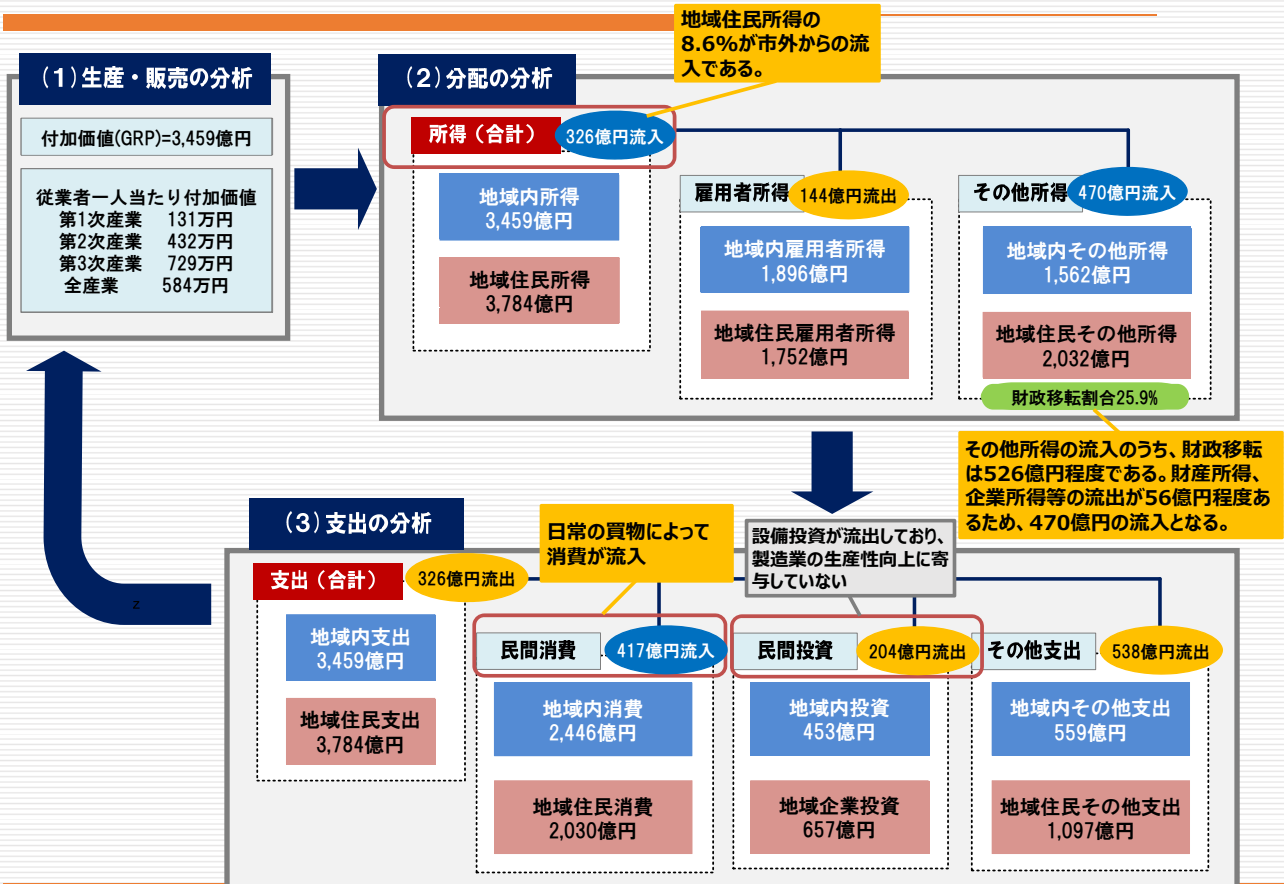 地域住民所得の
8.6%が市外からの流
入である。
(1)生産・販売の分析
付加価値(GRP)=3,459億円
従業者一人当たり付加価値
第1次産業 131万円
第2次産業 432万円
第3次産業 729万円
全産業 584万円
(2)分配の分析
所得(合計)
326億円流入
地域内所得
3,459億円
地域住民所得
3,784億円
雇用者所得
144億円流出
地域内雇用者所得
1,896億円
地域住民雇用者所得
1,752億円
その他所得
470億円流入
地域内その他所得
1,562億円
地域住民その他所得
2,032億円
財政移転割合25.9%
その他所得の流入のうち、財政移転
は526億円程度である。財産所得、
企業所得等の流出が56億円程度あ
るため、470億円の流入となる。
(3)支出の分析
日常の買物によって
消費が流入
設備投資が流出しており、
製造業の生産性向上に寄
与していない
支出(合計)
326億円流出
地域内支出
3,459億円
地域住民支出
3,784億円
民間消費
417億円流入
地域内消費
2,446億円
地域住民消費
2,030億円
民間投資
204億円流出
地域内投資
453億円
地域企業投資
657億円
その他支出
538億円流出
地域内その他支出
559億円
地域住民その他支出
1,097億円
z